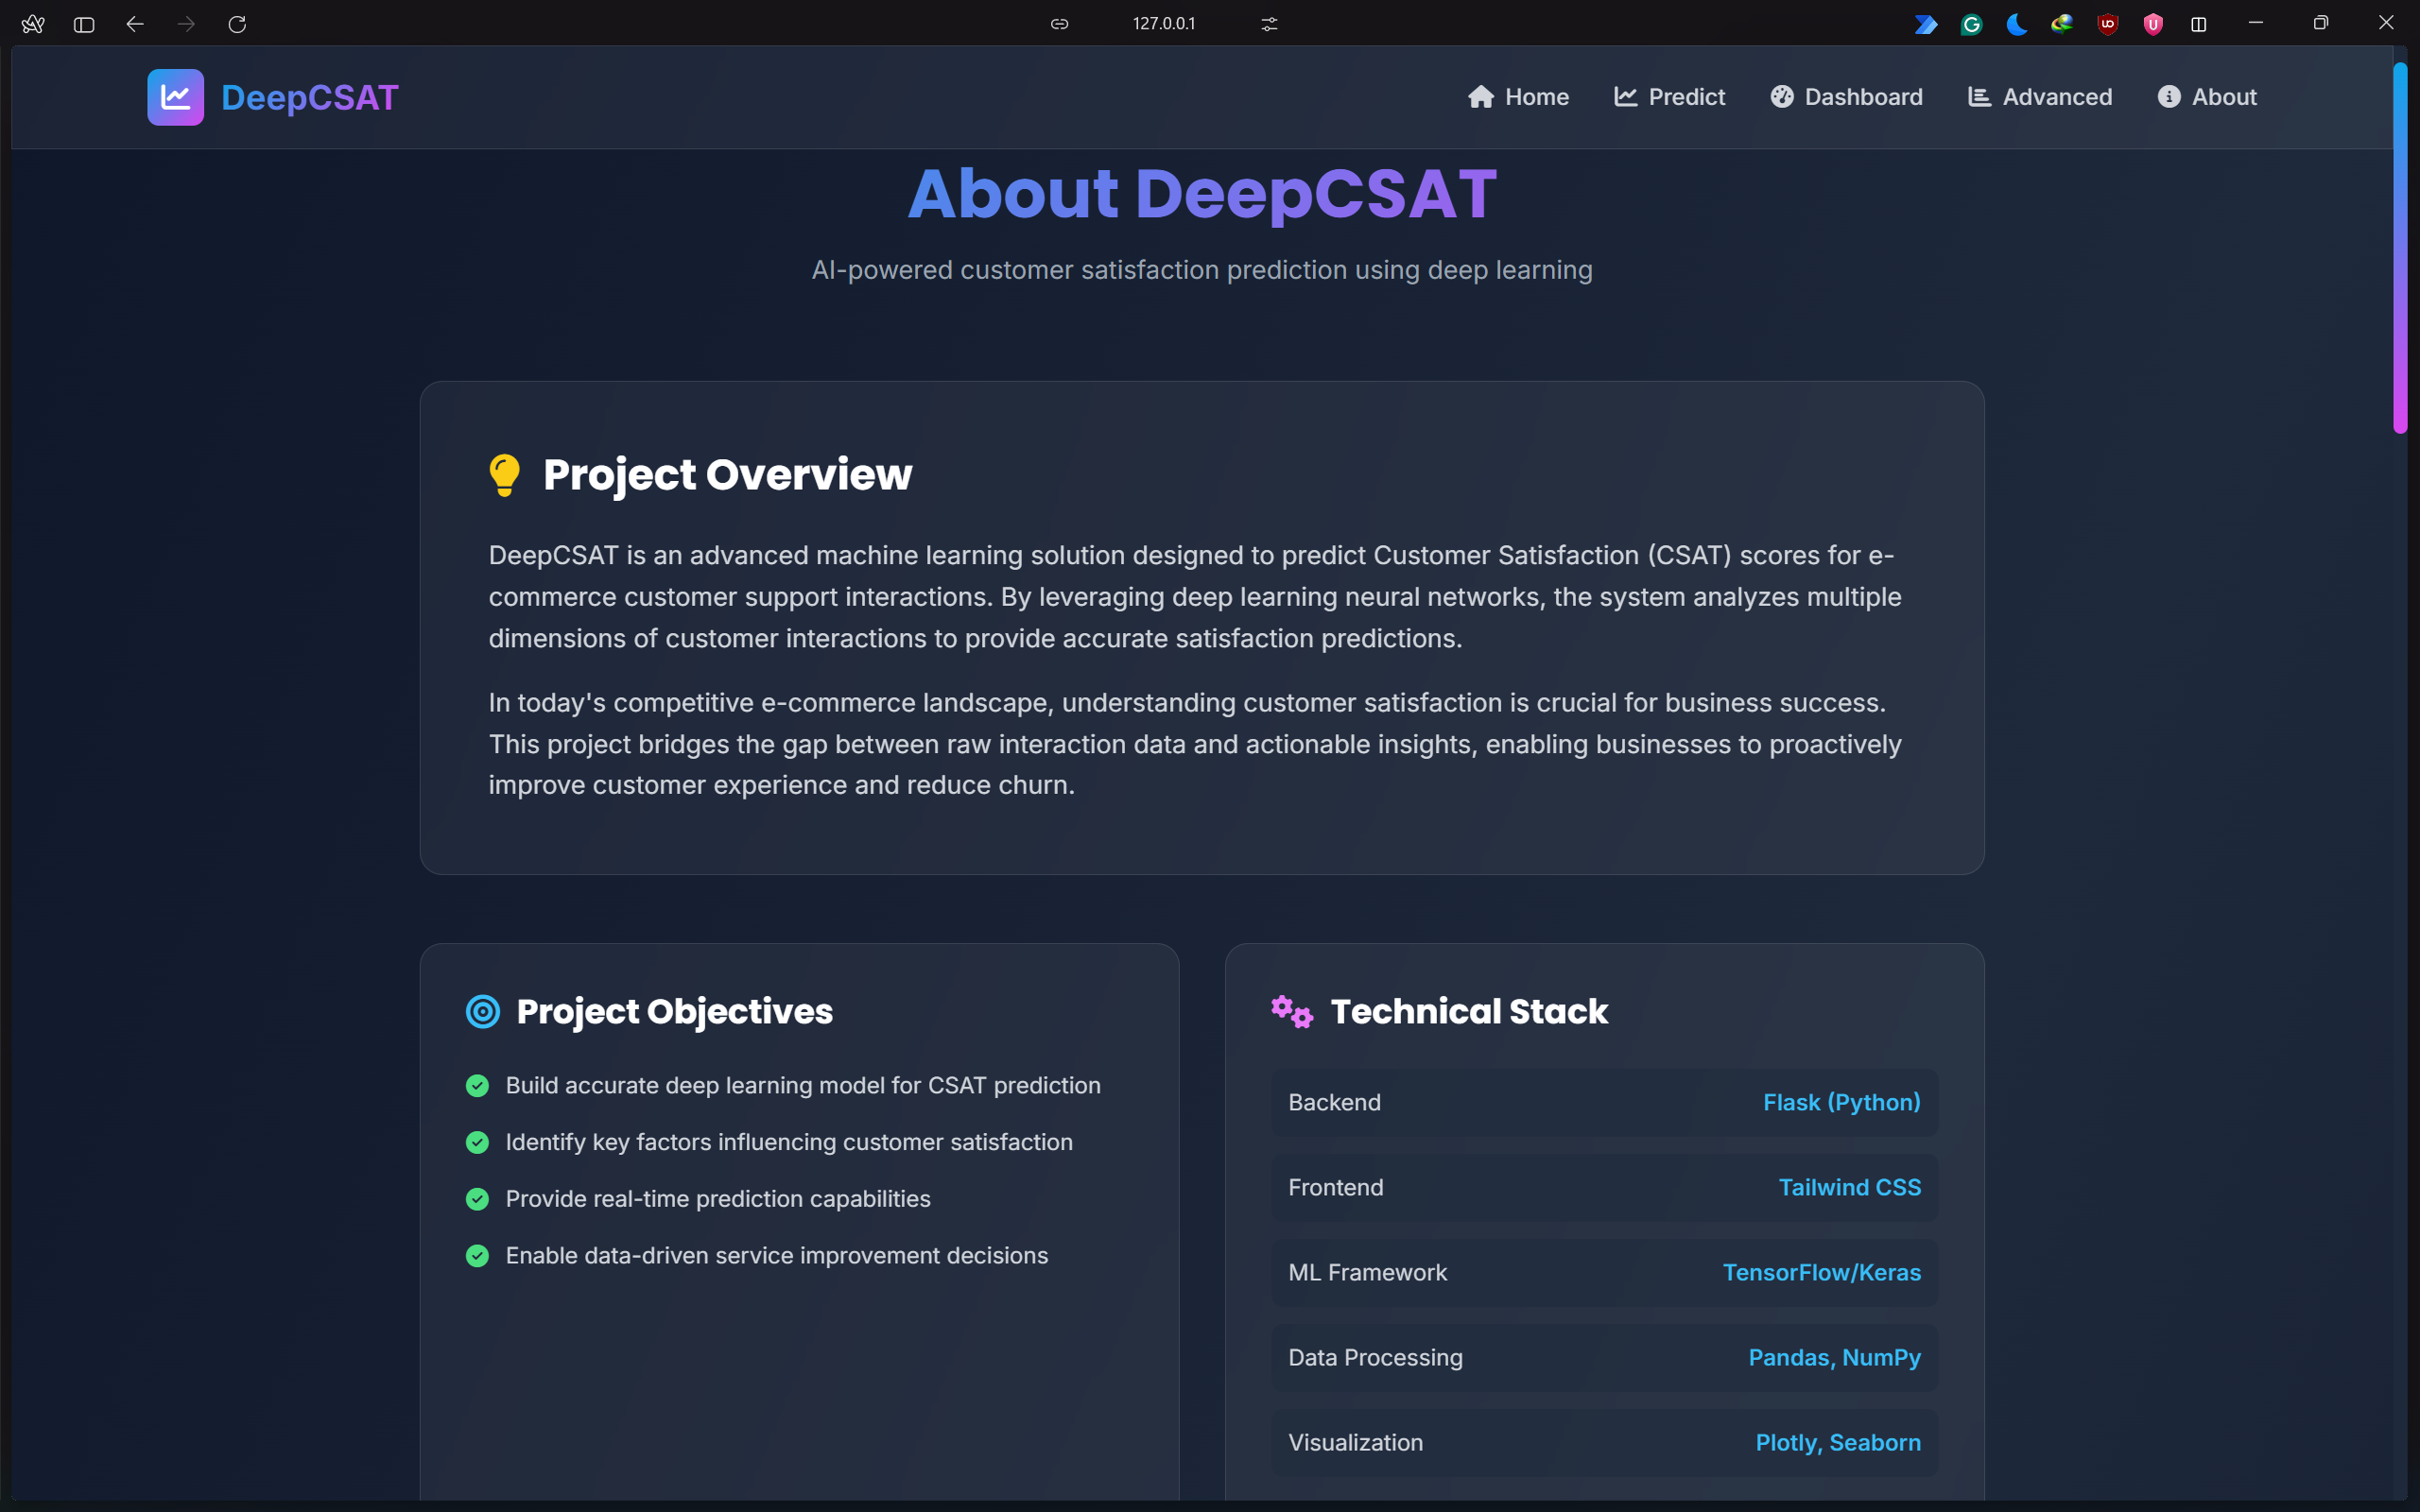 127.0.0.1
DeepCSAT
Home
Predict
Dashboard
Advanced
About
About DeepCSAT
AI-powered customer satisfaction prediction using deep learning
Project Overview
DeepCSAT is an advanced machine learning solution designed to predict Customer Satisfaction (CSAT) scores for e-
commerce customer support interactions. By leveraging deep learning neural networks, the system analyzes multiple
dimensions of customer interactions to provide accurate satisfaction predictions.
In today's competitive e-commerce landscape, understanding customer satisfaction is crucial for business success.
This project bridges the gap between raw interaction data and actionable insights, enabling businesses to proactively
improve customer experience and reduce churn.
Project Objectives
Build accurate deep learning model for CSAT prediction
Identify key factors influencing customer satisfaction
Provide real-time prediction capabilities
Enable data-driven service improvement decisions
Technical Stack
Backend Flask (Python)
Frontend Tailwind CSS
ML Framework TensorFlow/Keras
Data Processing Pandas, NumPy
Visualization Plotly, Seaborn